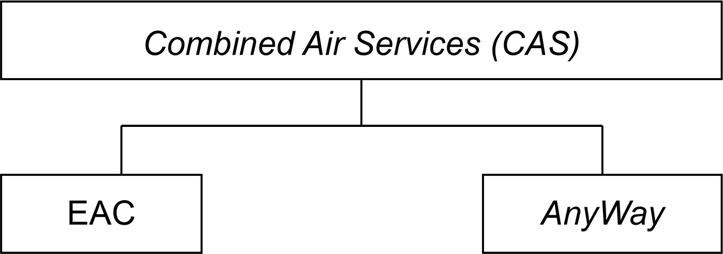 Combined Air Services (CAS)
EAC
AnyWay